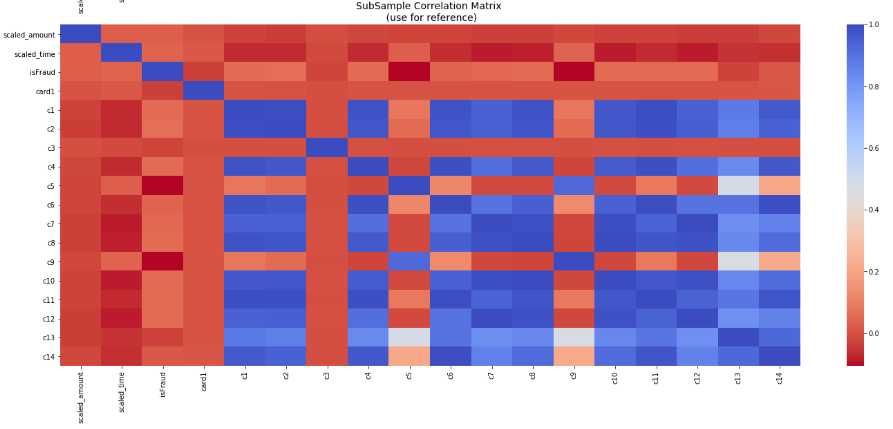 SubSample Correlation Matrix
(use for reference)
scaled_amount
scaled_time
isFraud
card1
c1
c2
c3
c4
c5
c6
c7
c8
c9
c10
c11
c12
c13
c14
scaled_amount
scaled_time
isFraud
card1
c1
c2
c3
c4
c5
c6
c7
c8
c9
c10
c11
c12
c13
c14
1.0
0.8
0.6
0.4
0.2
0.0